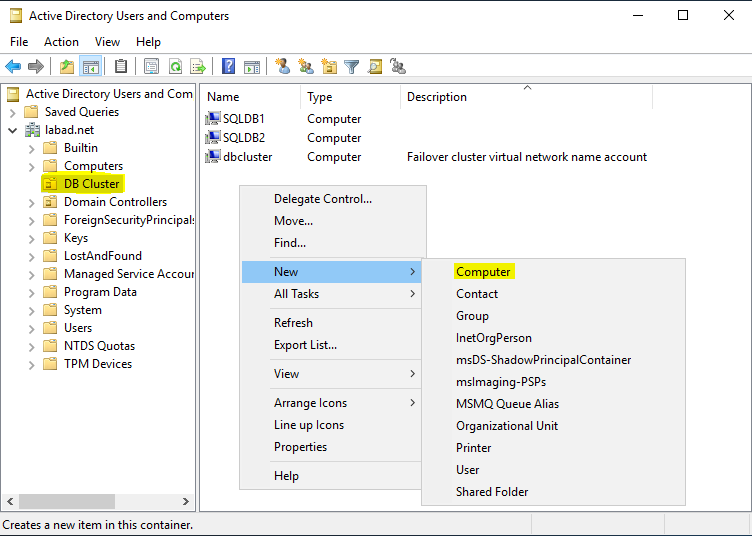 Active Directory Users and Computers
File Action View Help
Active Directory Users and Com
Saved Queries
labad.net
Builtin
Computers
DB Cluster
Domain Controllers
ForeignSecurityPrincipals
Keys
LostAndFound
Managed Service Accour
Program Data
System
Users
NTDS Quotas
TPM Devices
Name Type Description
SQLDB1 Computer
SQLDB2 Computer
dbcluster Computer Failover cluster virtual network name account
Delegate Control...
Move...
Find...
New
All Tasks
Refresh
Export List...
View
Arrange Icons
Line up Icons
Properties
Help
Computer
Contact
Group
InetOrgPerson
msDS-ShadowPrincipalContainer
msImaging-PSPs
MSMQ Queue Alias
Organizational Unit
Printer
User
Shared Folder
Creates a new item in this container.